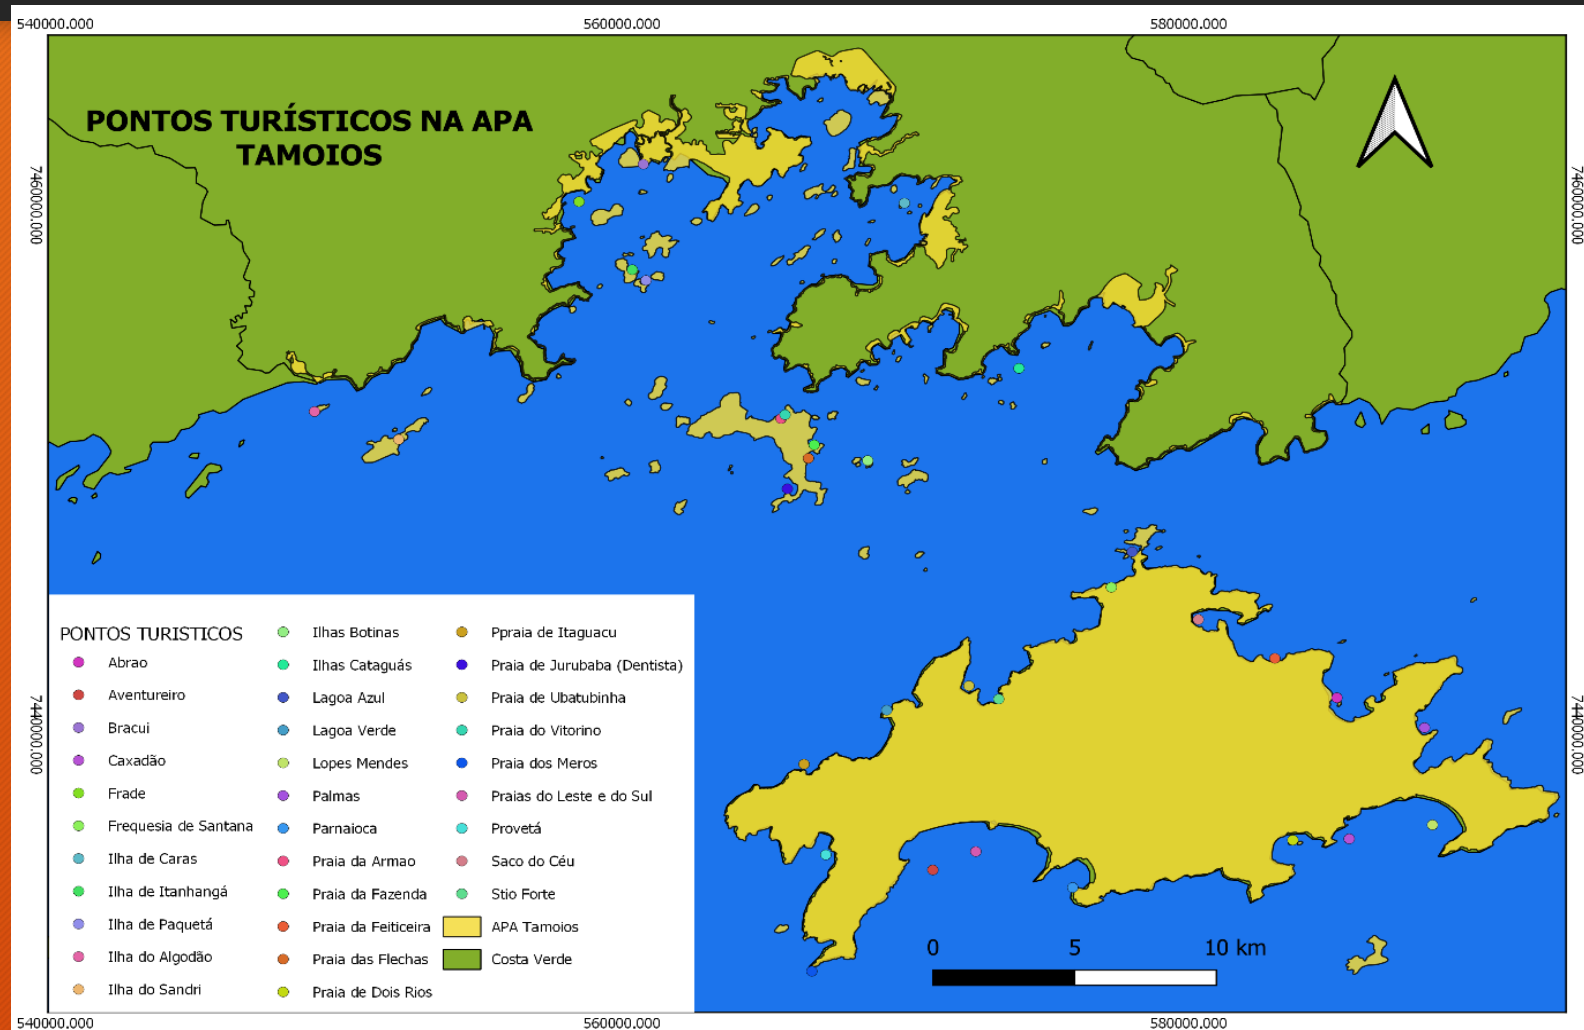 540000.000 560000.000 580000.000
PONTOS TURÍSTICOS NA APA
TAMOIOS
7460000.000 7460000.000
7440000.000 7440000.000
PONTOS TURISTICOS
Abrao
Aventureiro
Bracui
Caxadão
Frade
Frequesia de Santana
Ilha de Caras
Ilha de Itanhangá
Ilha de Paquetá
Ilha do Algodão
Ilha do Sandri
Ilhas Botinas
Ilhas Cataguás
Lagoa Azul
Lagoa Verde
Lopes Mendes
Palmas
Parnaioca
Praia da Armao
Praia da Fazenda
Praia da Feiticeira
Praia das Flechas
Praia de Dois Rios
Ppraia de Itaguacu
Praia de Jurubaba (Dentista)
Praia de Ubatubinha
Praia do Vitorino
Praia dos Meros
Praias do Leste e do Sul
Provetá
Saco do Céu
Stio Forte
APA Tamoios
Costa Verde
0 5 10 km
540000.000 560000.000 580000.000